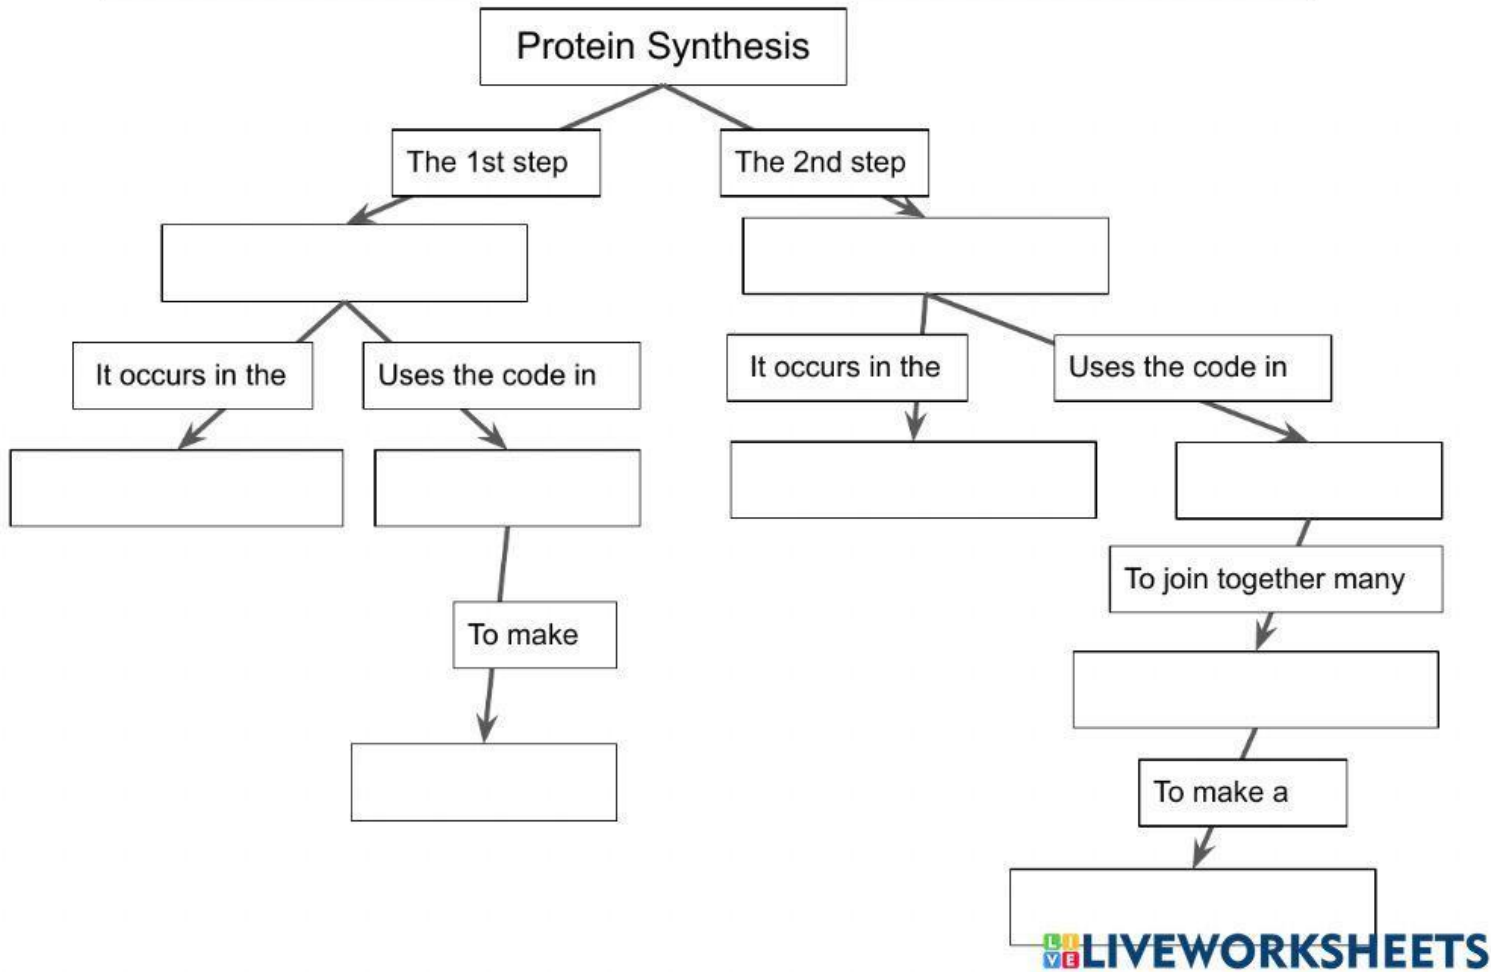 Protein Synthesis
The 1st step
The 2nd step
It occurs in the
Uses the code in
It occurs in the
Uses the code in
To join together many
To make
To make a
LIVE LIVEWORKSHEETS